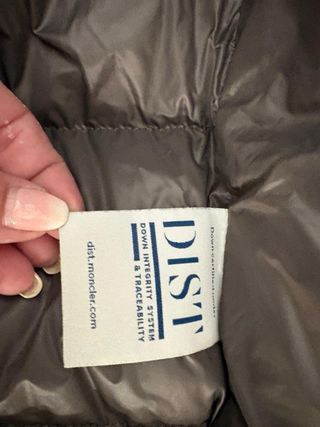 DIST
DOWN INTEGRITY SYSTEM
& TRACEABILITY
dist.moncler.com